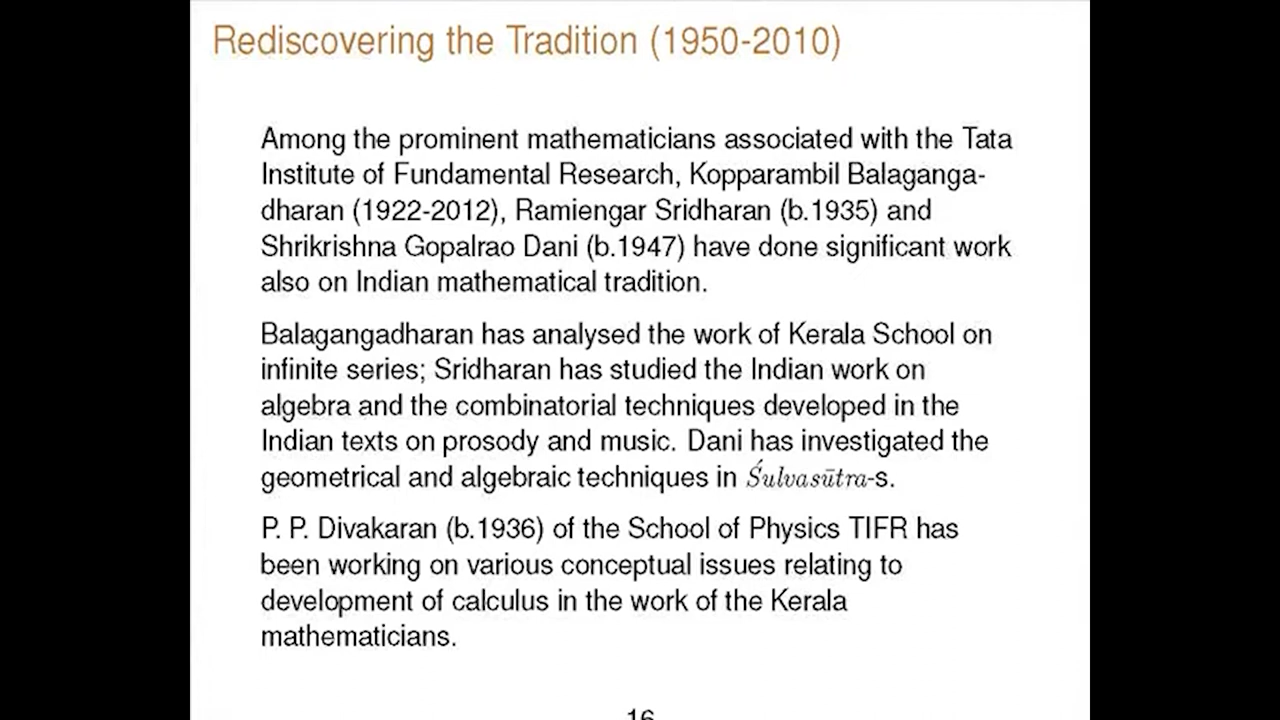 Rediscovering the Tradition (1950-2010)
Among the prominent mathematicians associated with the Tata
Institute of Fundamental Research, Kopparambil Balaganga-
dharan (1922-2012), Ramiengar Sridharan (b.1935) and
Shrikrishna Gopalrao Dani (b.1947) have done significant work
also on Indian mathematical tradition.
Balagangadharan has analysed the work of Kerala School on
infinite series; Sridharan has studied the Indian work on
algebra and the combinatorial techniques developed in the
Indian texts on prosody and music. Dani has investigated the
geometrical and algebraic techniques in Śulvasūtra-s.
P. P. Divakaran (b.1936) of the School of Physics TIFR has
been working on various conceptual issues relating to
development of calculus in the work of the Kerala
mathematicians.
16